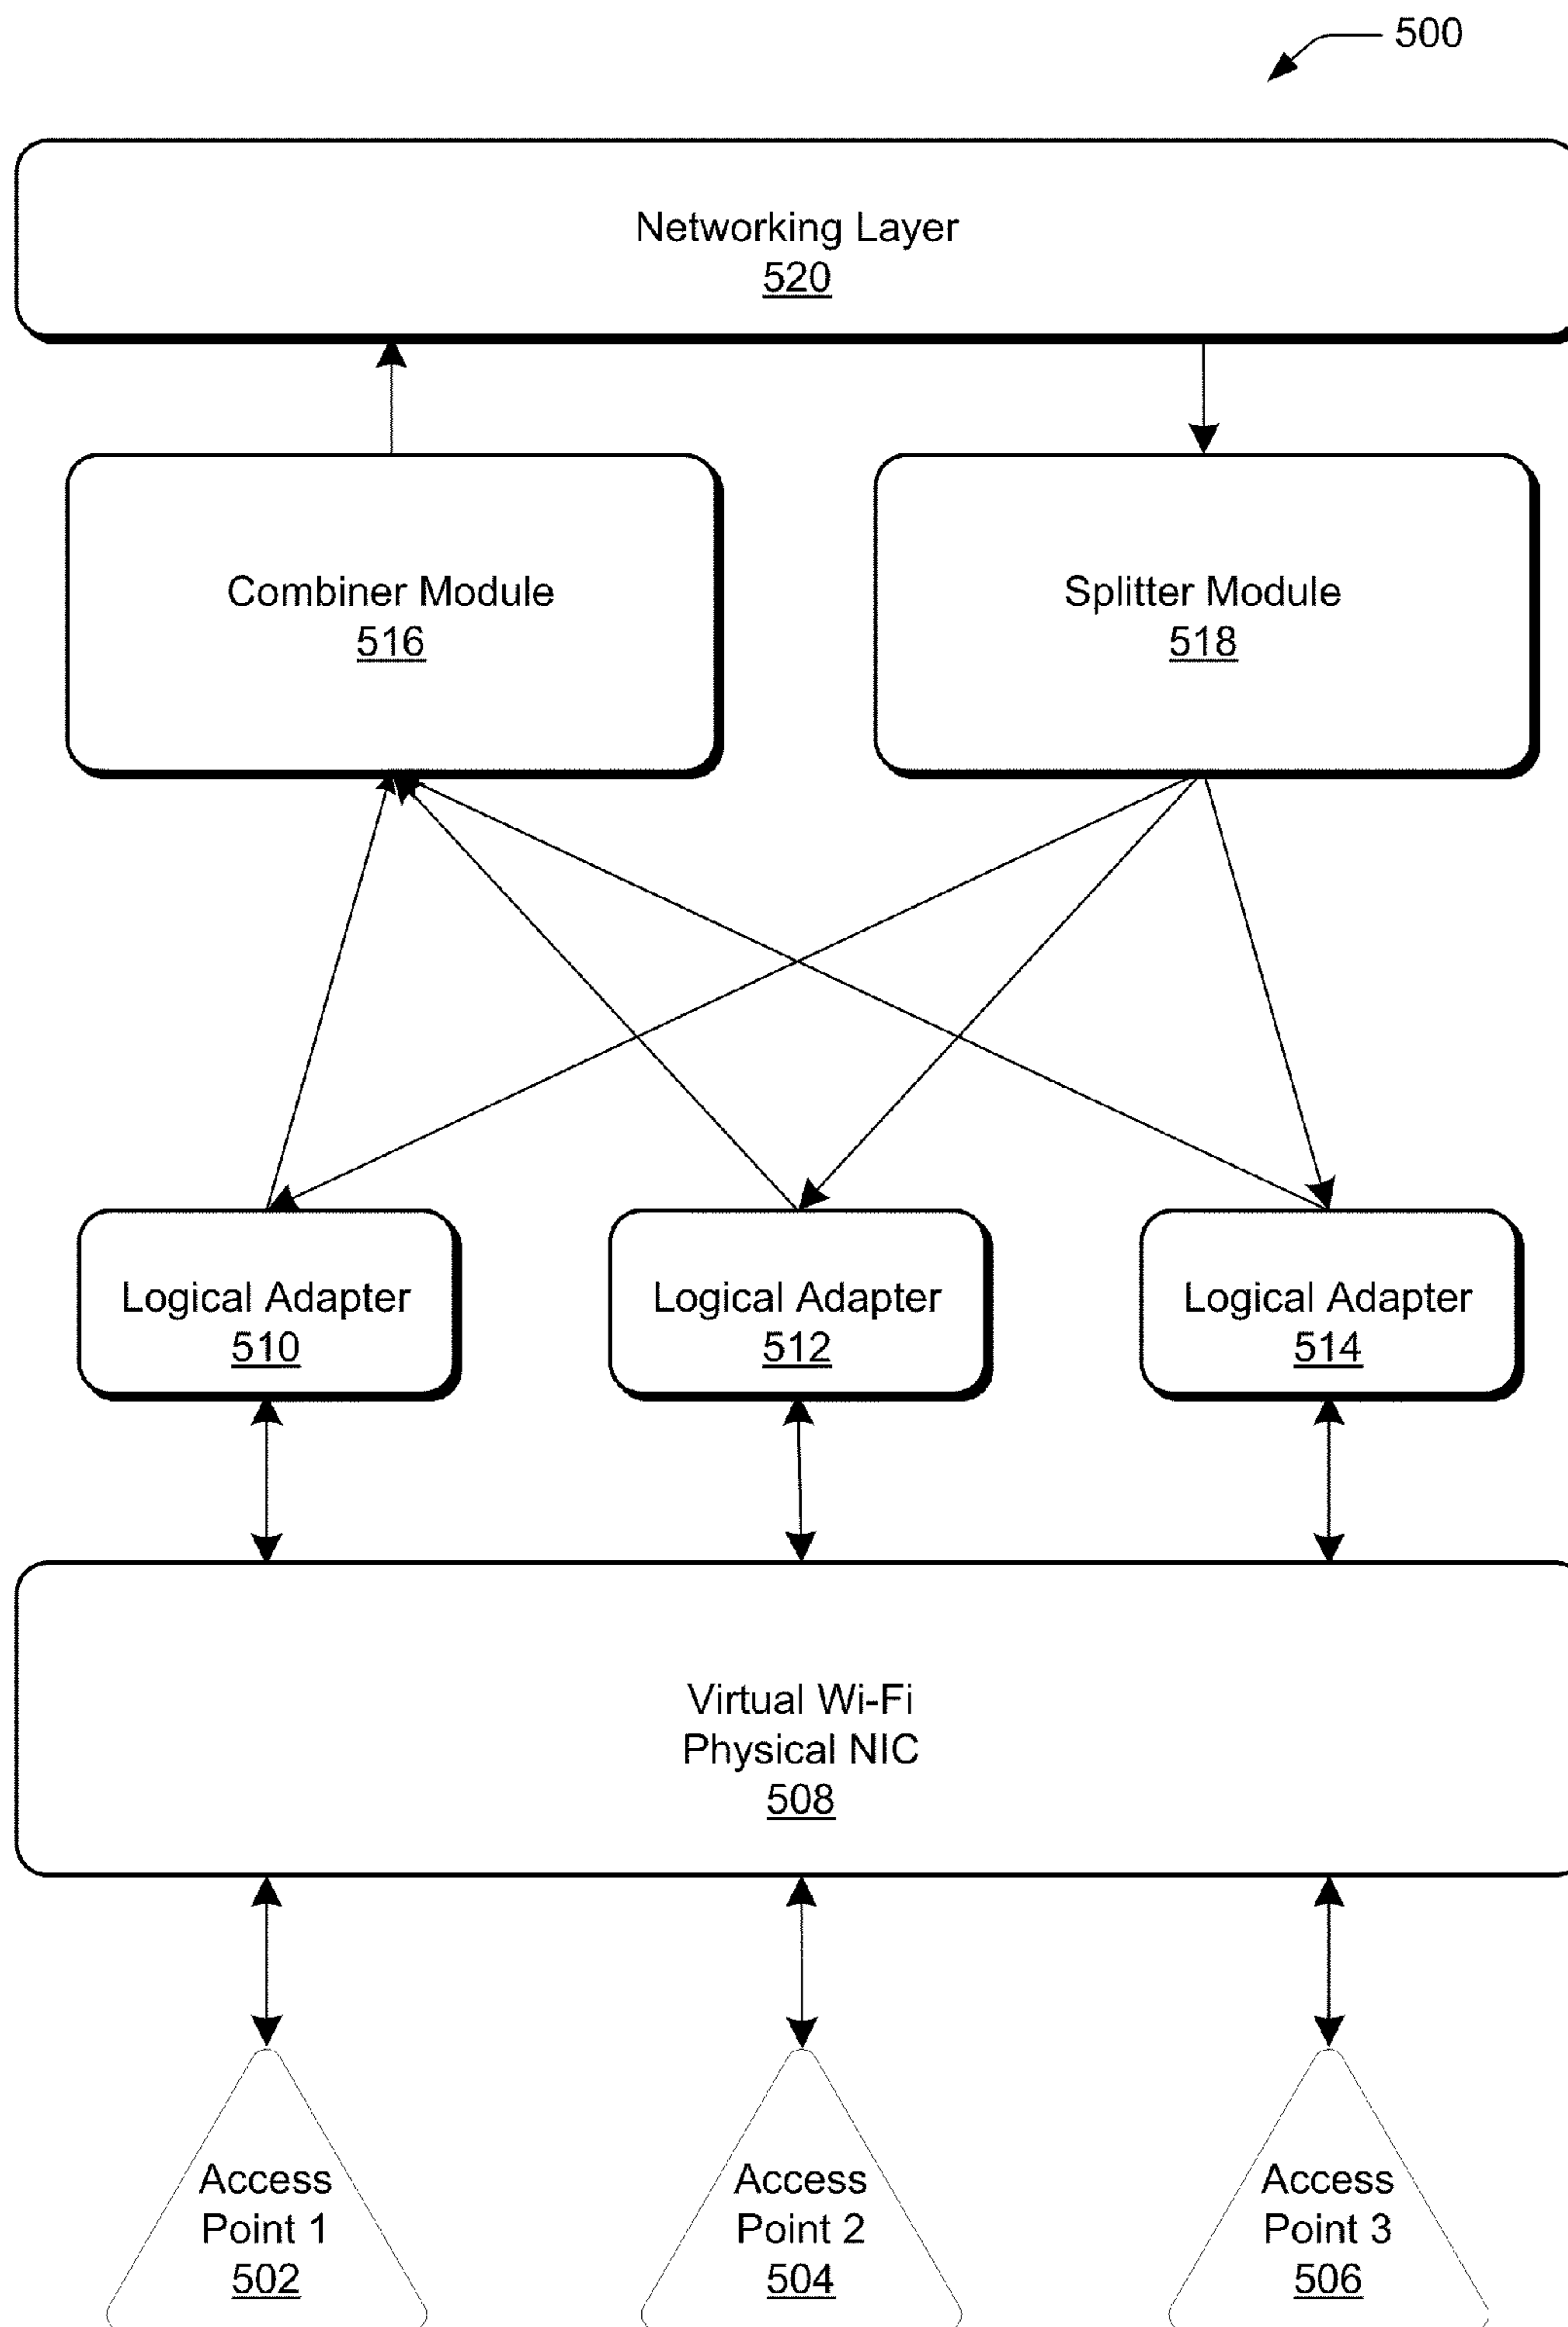 500
Networking Layer
520
Combiner Module
516
Splitter Module
518
Logical Adapter
510
Logical Adapter
512
Logical Adapter
514
Virtual Wi-Fi
Physical NIC
508
Access
Point 1
502
Access
Point 2
504
Access
Point 3
506